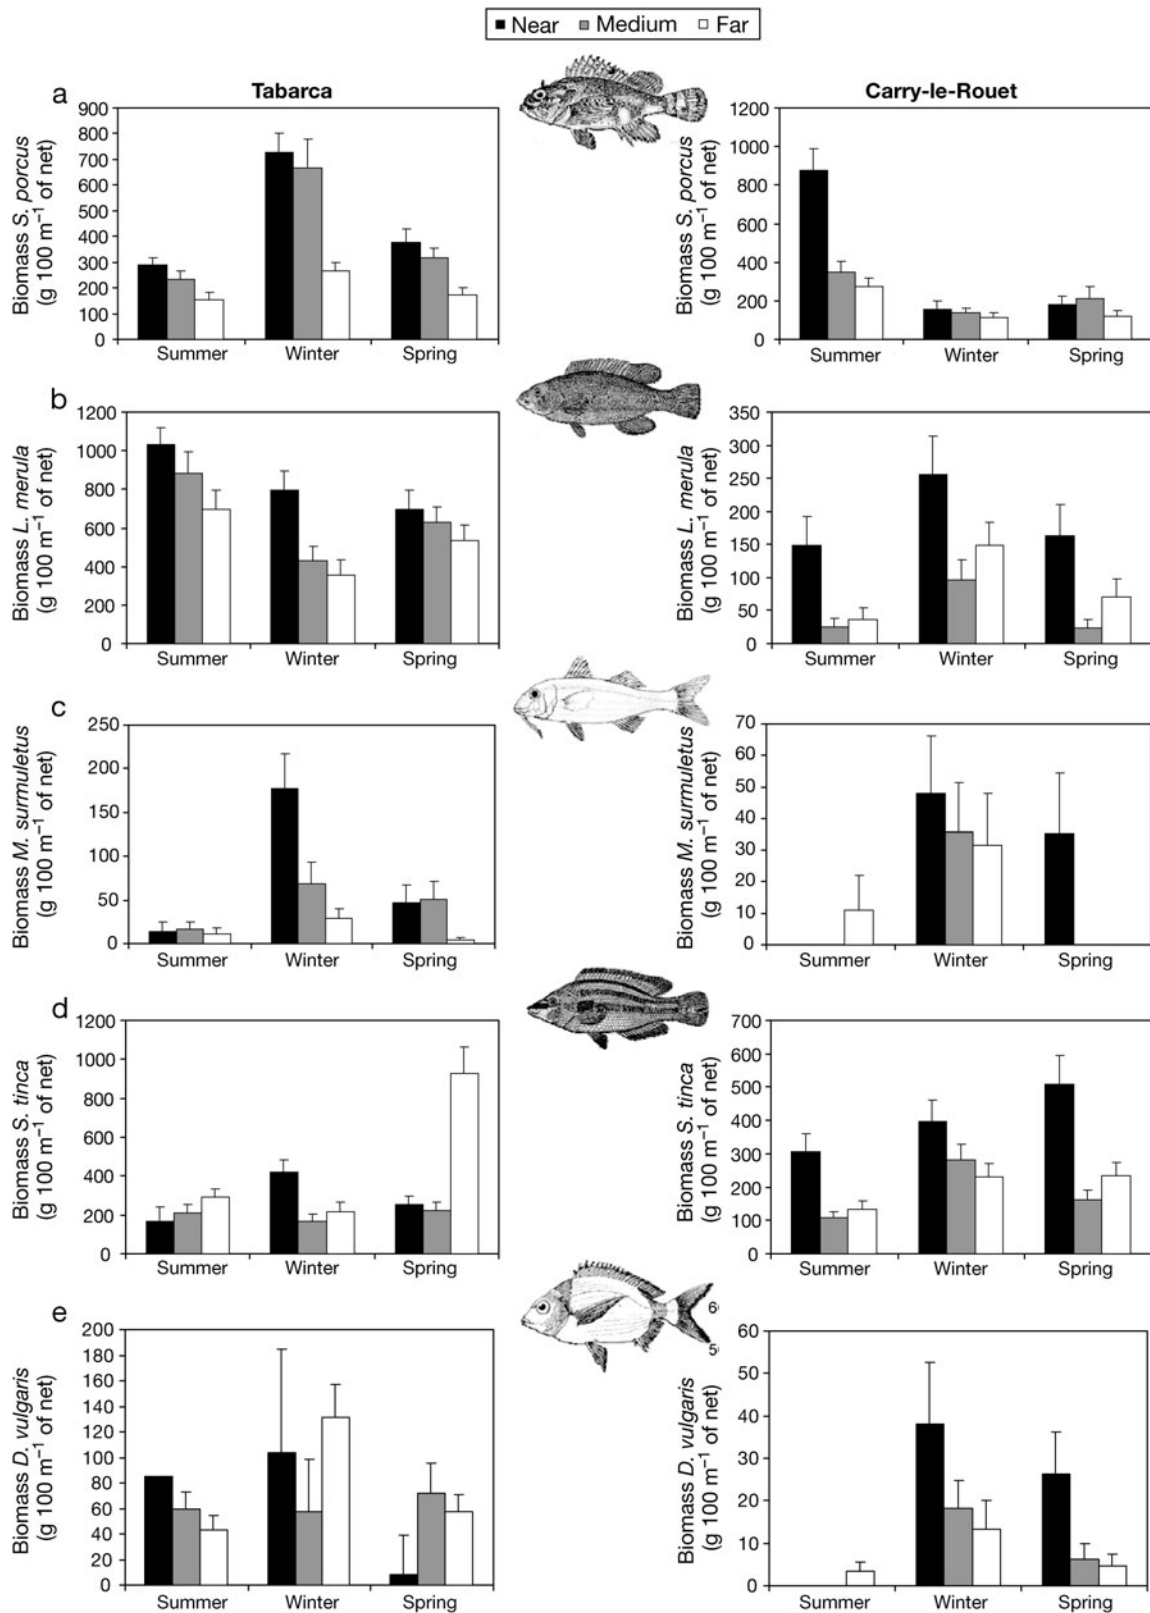 Near Medium Far
Tabarca
Carry-le-Rouet
a
Biomass S. porcus
(g 100 m⁻¹ of net)
900
800
700
600
500
400
300
200
100
0
Summer Winter Spring
Biomass S. porcus
(g 100 m⁻¹ of net)
1200
1000
800
600
400
200
0
Summer Winter Spring
b
Biomass L. merula
(g 100 m⁻¹ of net)
1200
1000
800
600
400
200
0
Summer Winter Spring
Biomass L. merula
(g 100 m⁻¹ of net)
350
300
250
200
150
100
50
0
Summer Winter Spring
c
Biomass M. surmuletus
(g 100 m⁻¹ of net)
250
200
150
100
50
0
Summer Winter Spring
Biomass M. surmuletus
(g 100 m⁻¹ of net)
70
60
50
40
30
20
10
0
Summer Winter Spring
d
Biomass S. tinca
(g 100 m⁻¹ of net)
1200
1000
800
600
400
200
0
Summer Winter Spring
Biomass S. tinca
(g 100 m⁻¹ of net)
700
600
500
400
300
200
100
0
Summer Winter Spring
e
Biomass D. vulgaris
(g 100 m⁻¹ of net)
200
180
160
140
120
100
80
60
40
20
0
Summer Winter Spring
Biomass D. vulgaris
(g 100 m⁻¹ of net)
60
50
40
30
20
10
0
Summer Winter Spring